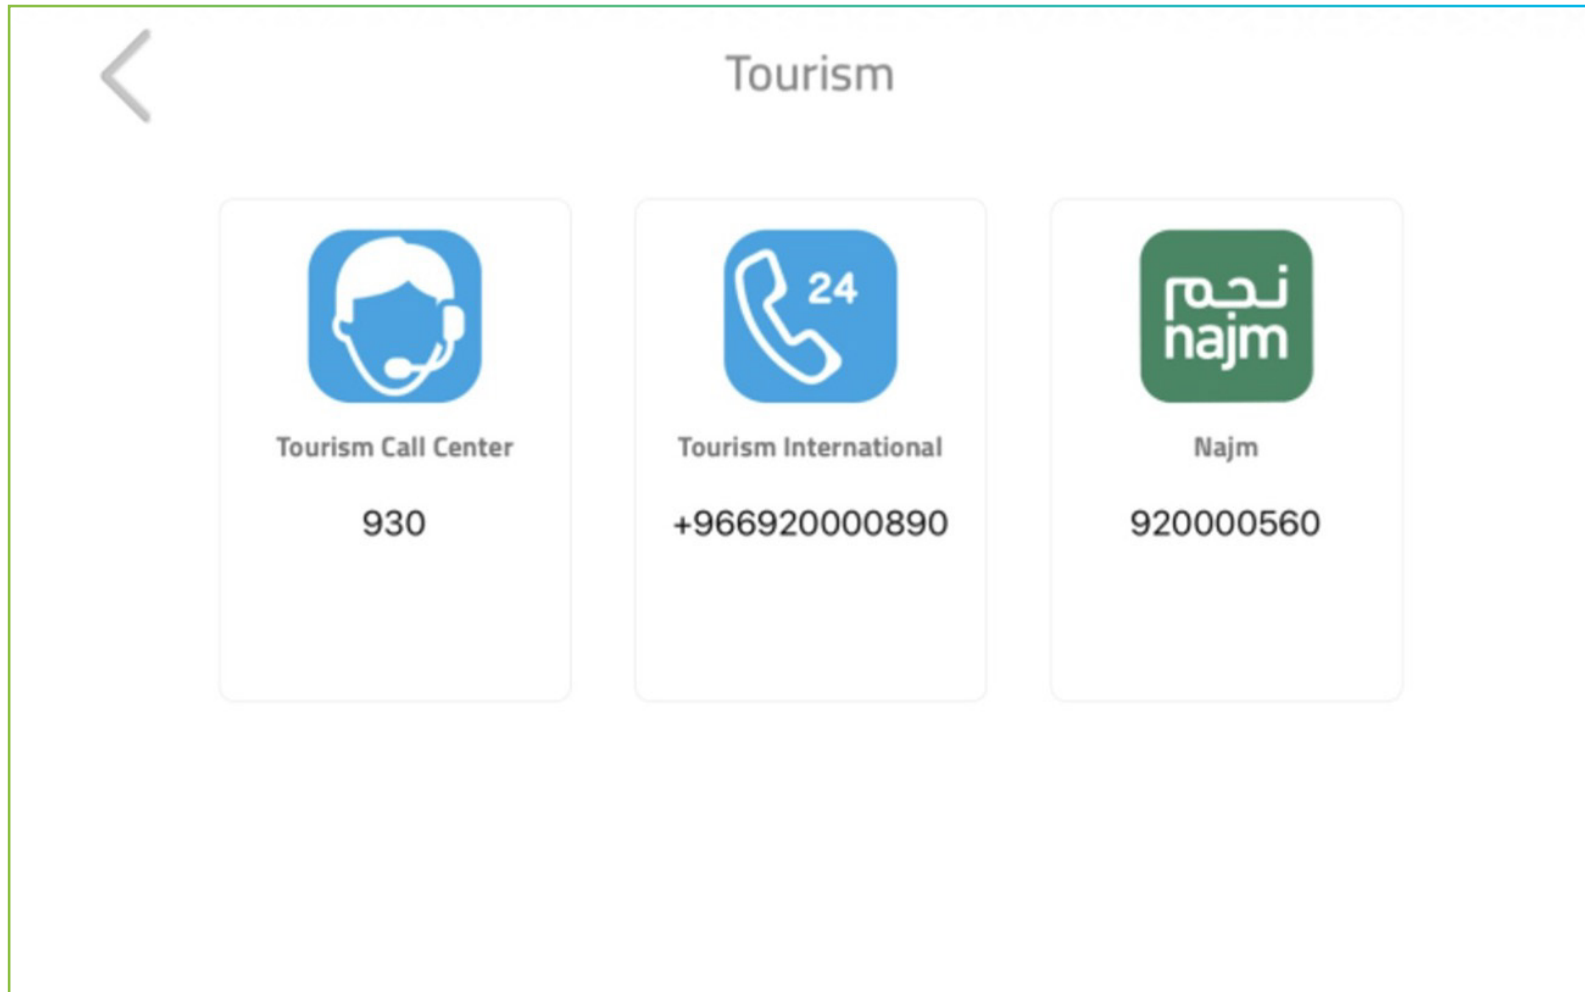 Tourism
24
نجم
najm
Tourism Call Center
Tourism International
Najm
930
+966920000890
920000560